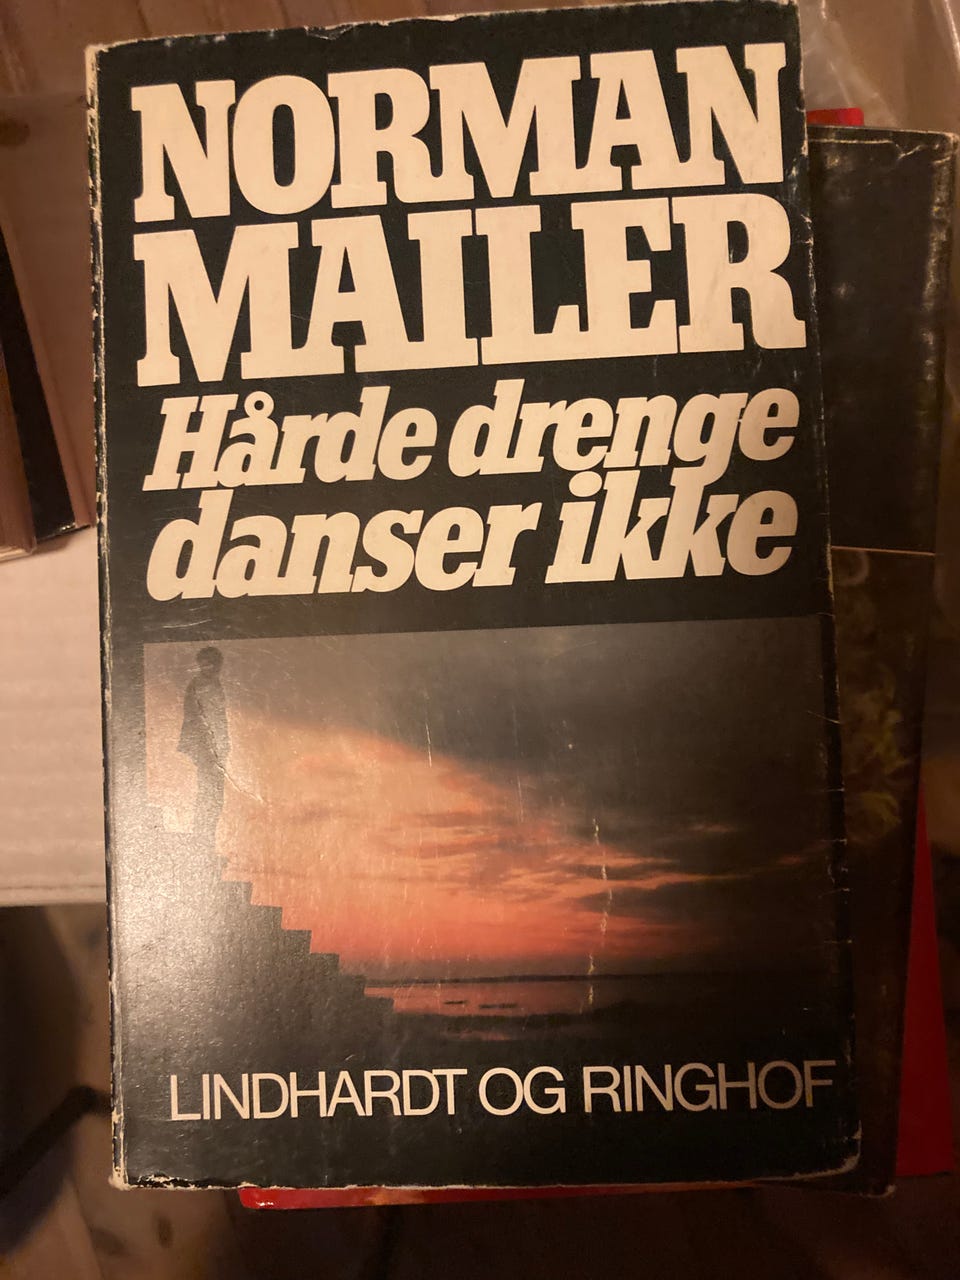 NORMAN
MAILER
Hårde drenge
danser ikke
LINDHARDT OG RINGHOF